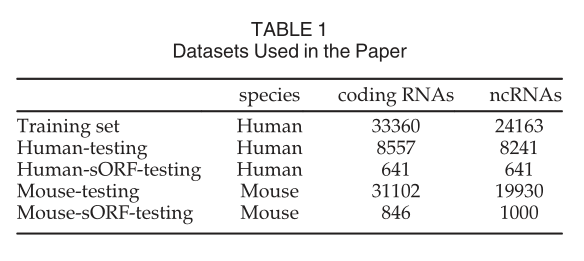 TABLE 1
Datasets Used in the Paper
species coding RNAs ncRNAs
Training set Human 33360 24163
Human-testing Human 8557 8241
Human-sORF-testing Human 641 641
Mouse-testing Mouse 31102 19930
Mouse-sORF-testing Mouse 846 1000